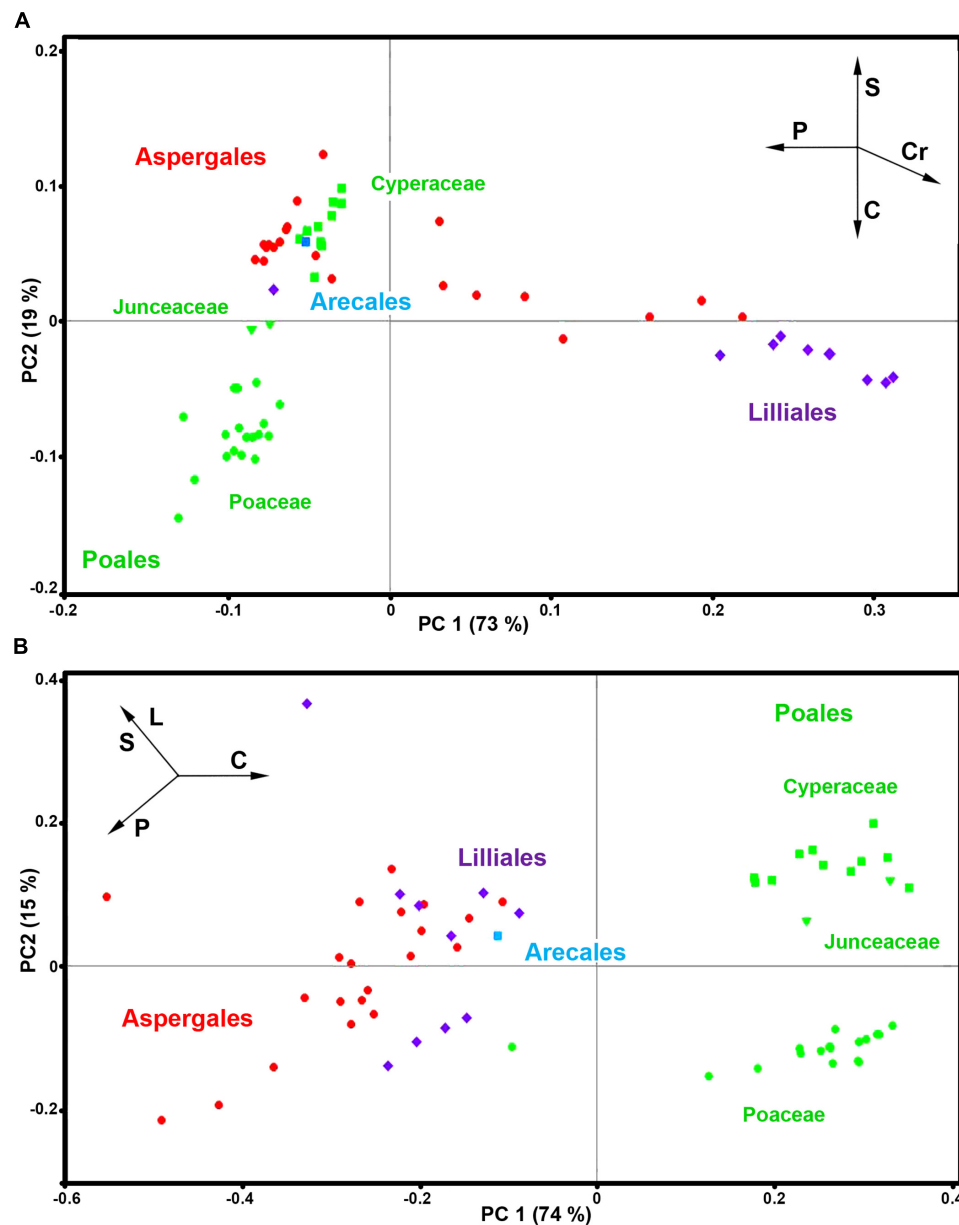 A
0.2
S
P
Cr
C
Aspergales
Cyperaceae
0.1
Arecales
Junceaceae
0
PC2 (19 %)
Lilliales
-0.1
Poaceae
Poales
-0.2
-0.2
-0.1
0
0.1
0.2
0.3
PC 1 (73 %)
B
0.4
L
S
C
P
Poales
Cyperaceae
0.2
Lilliales
Arecales
Junceaceae
0
PC2 (15 %)
Aspergales
-0.2
Poaceae
-0.6
-0.4
-0.2
0
0.2
0.4
PC 1 (74 %)